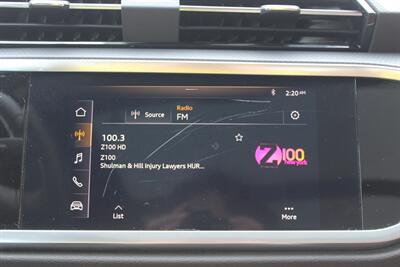 2:20 AM
Source
Radio
FM
100.3
Z100 HD
Z100
Shulman & Hill Injury Lawyers HUR...
Z100
New York
List
More